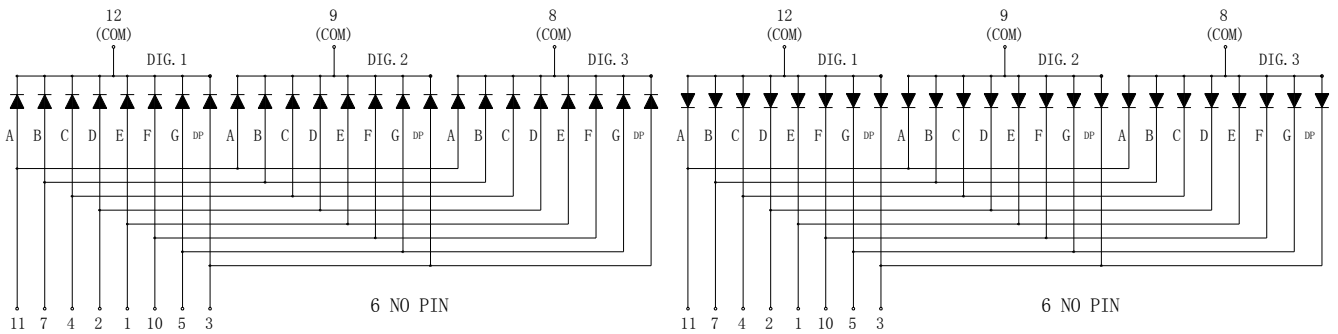 12 9 8 12 9 8
(COM) (COM) (COM) (COM) (COM) (COM)
DIG.1 DIG.2 DIG.3 DIG.1 DIG.2 DIG.3
A B C D E F G DP A B C D E F G DP A B C D E F G DP A B C D E F G DP A B C D E F G DP A B C D E F G DP
6 NO PIN 6 NO PIN
11 7 4 2 1 10 5 3 11 7 4 2 1 10 5 3